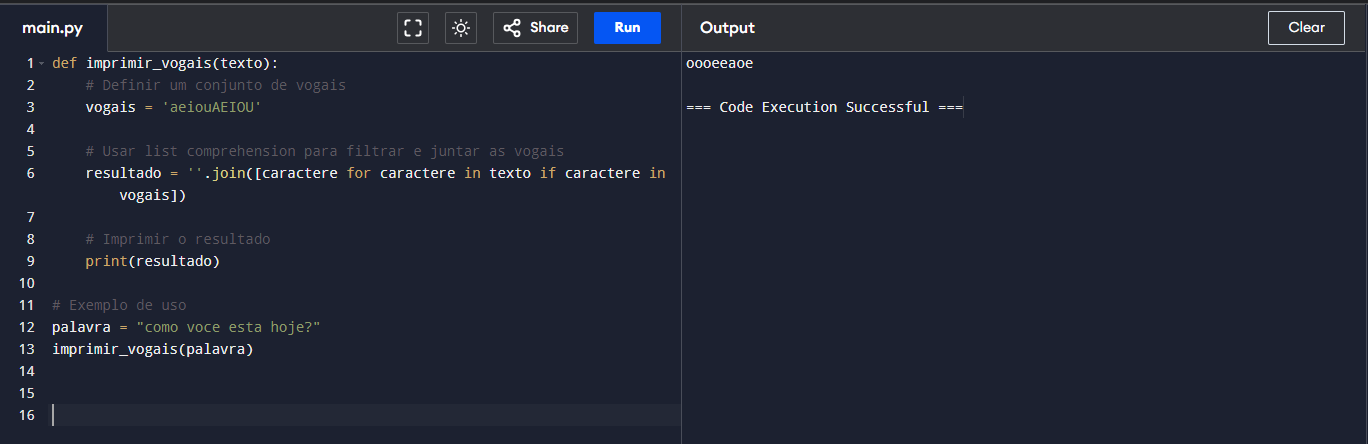 main.py
Share
Run
Output
Clear
1 def imprimir_vogais(texto):
2     # Definir um conjunto de vogais
3     vogais = 'aeiouAEIOU'
4
5     # Usar list comprehension para filtrar e juntar as vogais
6     resultado = ''.join([caractere for caractere in texto if caractere in
        vogais])
7
8     # Imprimir o resultado
9     print(resultado)
10
11 # Exemplo de uso
12 palavra = "como voce esta hoje?"
13 imprimir_vogais(palavra)
14
15
16
oooeeaoe
=== Code Execution Successful ===